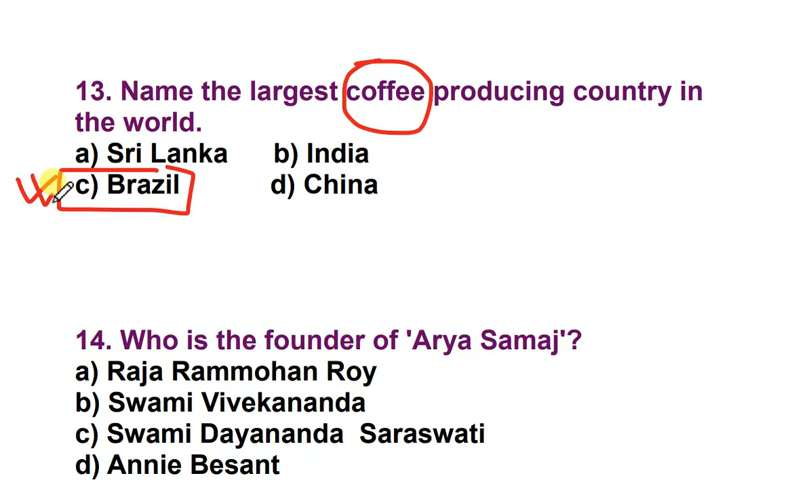 13. Name the largest coffee producing country in
the world.
a) Sri Lanka b) India
c) Brazil d) China
14. Who is the founder of 'Arya Samaj'?
a) Raja Rammohan Roy
b) Swami Vivekananda
c) Swami Dayananda Saraswati
d) Annie Besant